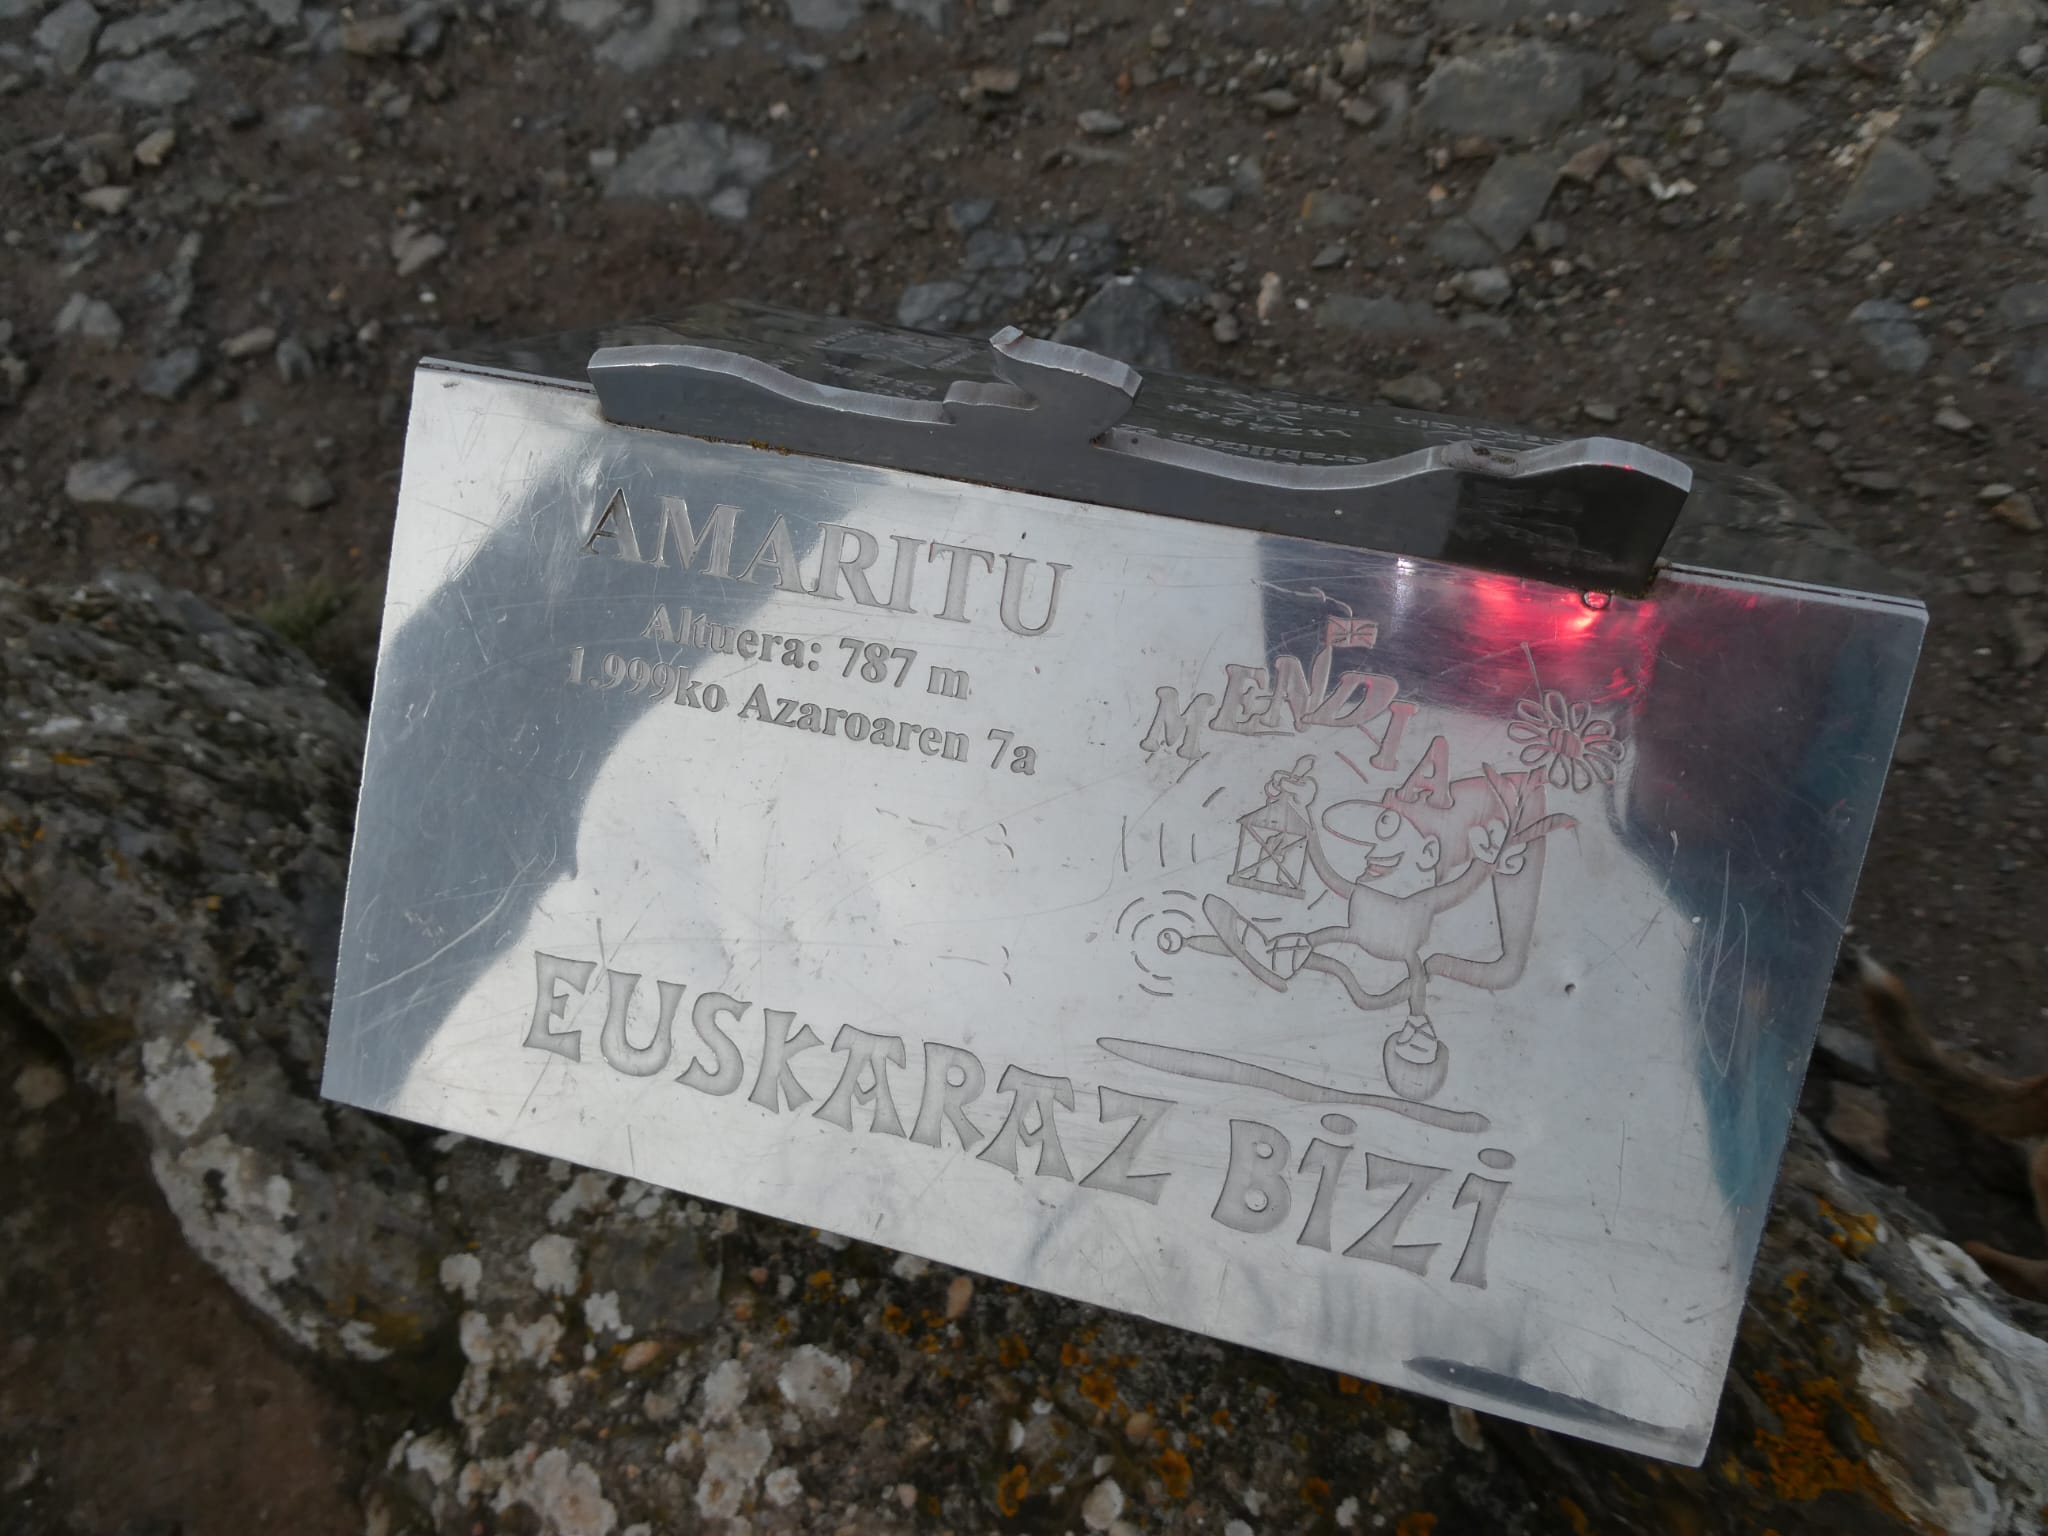 AMARITU
Altuera: 787 m
1.999ko Azaroaren 7a
MENDIA
EUSKARAZ BIZI